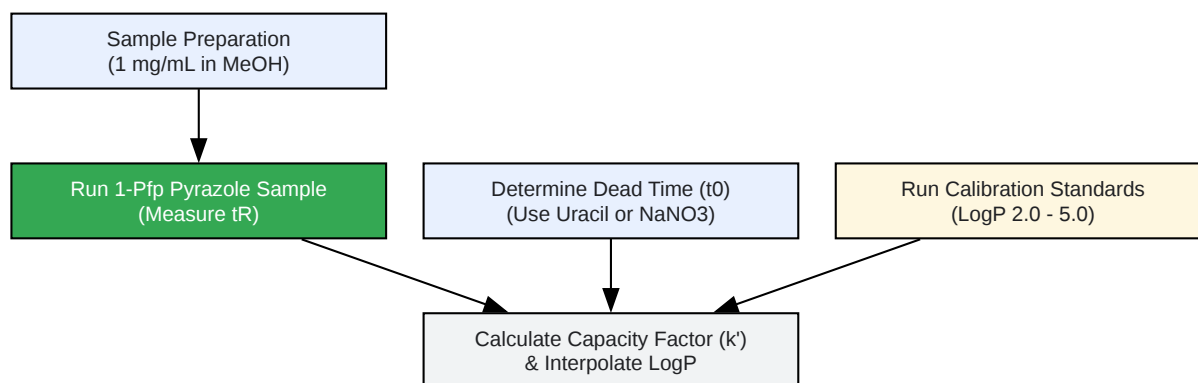 Sample Preparation
(1 mg/mL in MeOH)
Run 1-Pfp Pyrazole Sample
(Measure tR)
Determine Dead Time (t0)
(Use Uracil or NaNO3)
Run Calibration Standards
(LogP 2.0 - 5.0)
Calculate Capacity Factor (k')
& Interpolate LogP